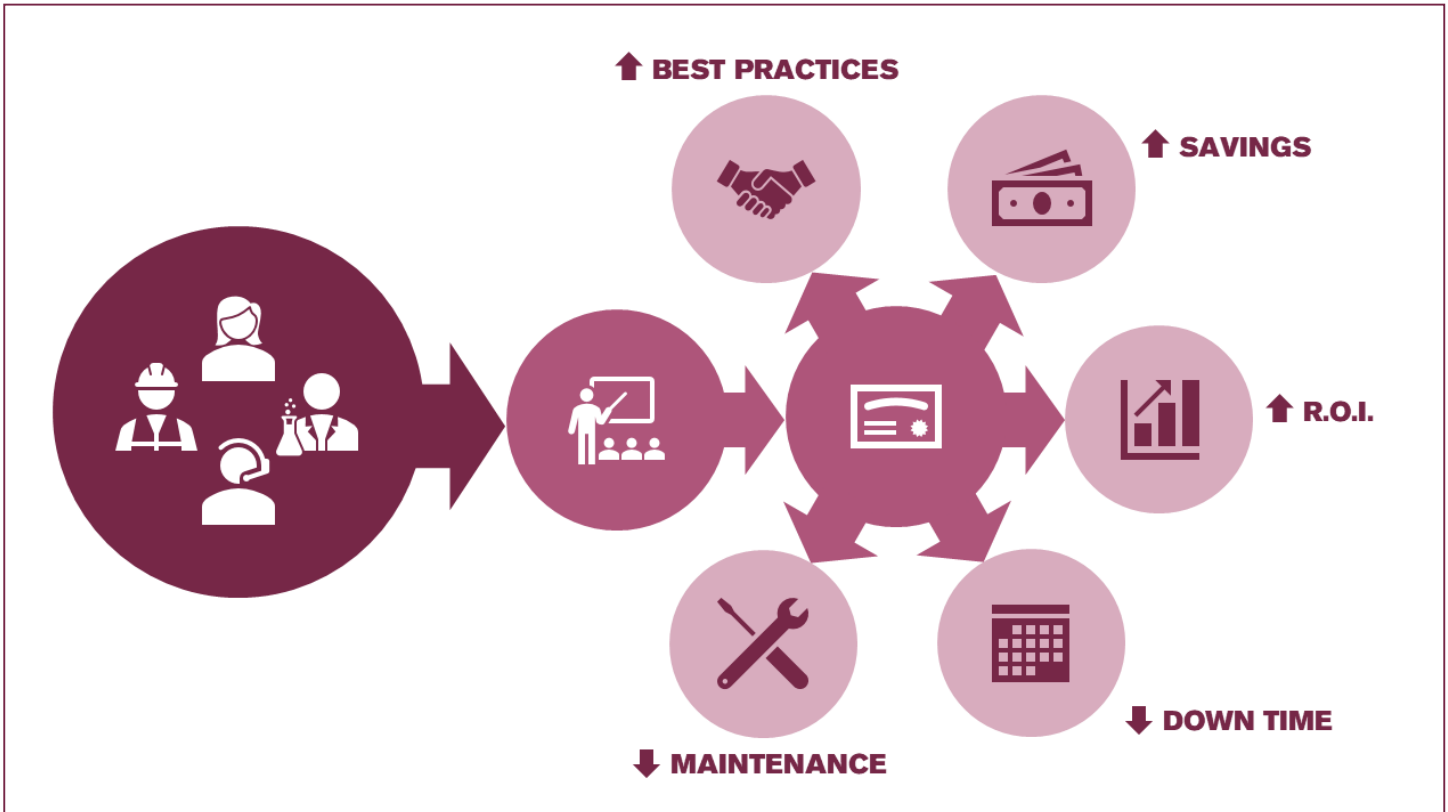 BEST PRACTICES
SAVINGS
R.O.I.
DOWN TIME
MAINTENANCE